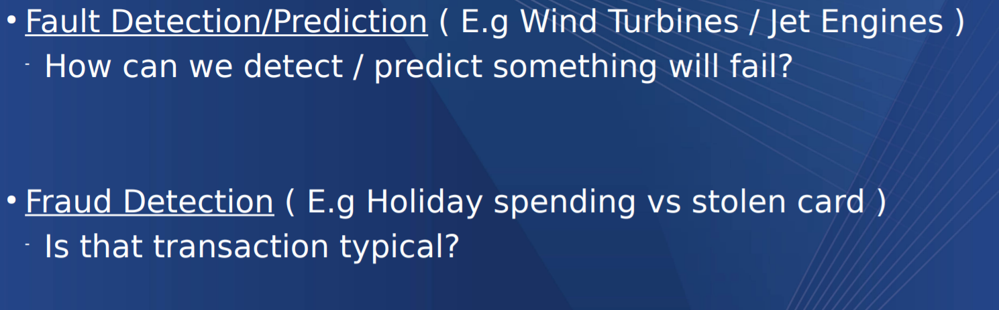 • Fault Detection/Prediction ( E.g Wind Turbines / Jet Engines )
- How can we detect / predict something will fail?
• Fraud Detection ( E.g Holiday spending vs stolen card )
- Is that transaction typical?